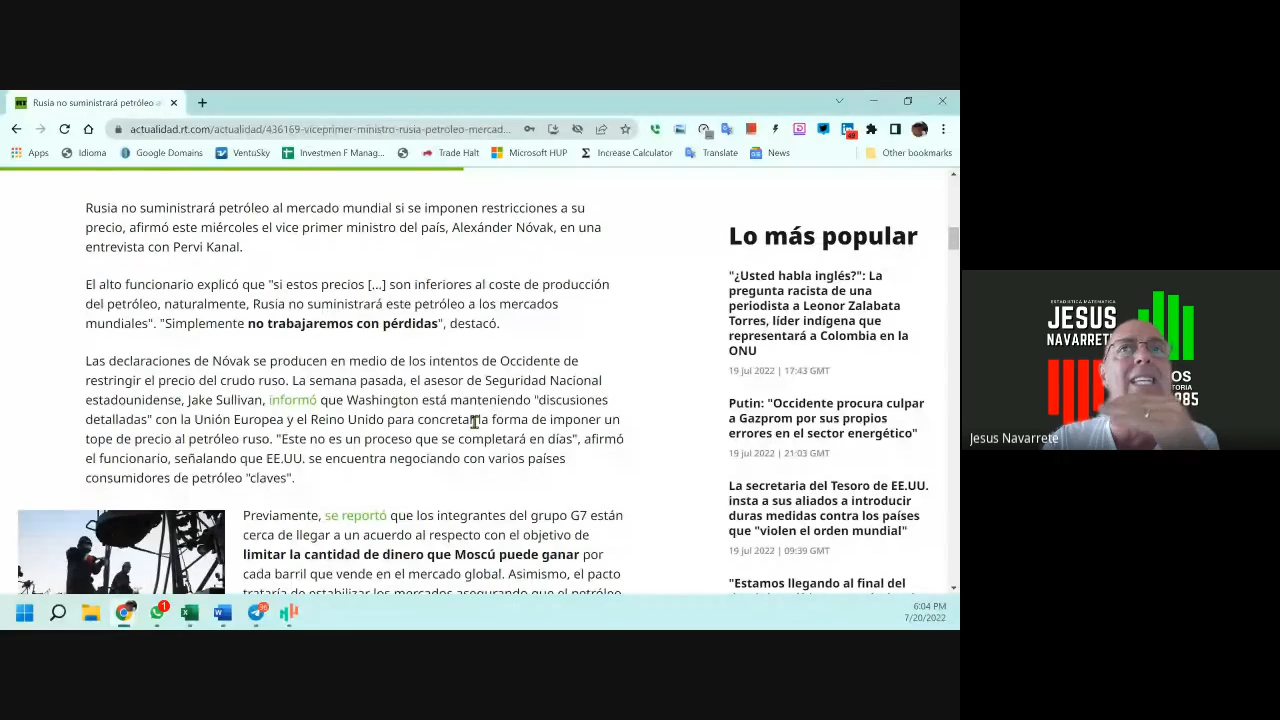 Rusia no suministrará petróleo a
actualidad.rt.com/actualidad/436169-viceprimer-ministro-rusia-petroleo-mercad...
Apps
Idioma
Google Domains
VentuSky
Investmen F Manag...
Trade Halt
Microsoft HUP
Increase Calculator
Translate
News
Other bookmarks
Rusia no suministrará petróleo al mercado mundial si se imponen restricciones a su
precio, afirmó este miércoles el vice primer ministro del país, Alexánder Nóvak, en una
entrevista con Pervi Kanal.
El alto funcionario explicó que "si estos precios [...] son inferiores al coste de producción
del petróleo, naturalmente, Rusia no suministrará este petróleo a los mercados
mundiales". "Simplemente no trabajaremos con pérdidas", destacó.
Las declaraciones de Nóvak se producen en medio de los intentos de Occidente de
restringir el precio del crudo ruso. La semana pasada, el asesor de Seguridad Nacional
estadounidense, Jake Sullivan, informó que Washington está manteniendo "discusiones
detalladas" con la Unión Europea y el Reino Unido para concretar la forma de imponer un
tope de precio al petróleo ruso. "Este no es un proceso que se completará en días", afirmó
el funcionario, señalando que EE.UU. se encuentra negociando con varios países
consumidores de petróleo "claves".
Previamente, se reportó que los integrantes del grupo G7 están
cerca de llegar a un acuerdo al respecto con el objetivo de
limitar la cantidad de dinero que Moscú puede ganar por
cada barril que vende en el mercado global. Asimismo, el pacto
trataría de estabilizar los mercados asegurando que el petróleo
Lo más popular
"¿Usted habla inglés?": La
pregunta racista de una
periodista a Leonor Zalabata
Torres, líder indígena que
representará a Colombia en la
ONU
19 jul 2022 | 17:43 GMT
Putin: "Occidente procura culpar
a Gazprom por sus propios
errores en el sector energético"
19 jul 2022 | 21:03 GMT
La secretaria del Tesoro de EE.UU.
insta a sus aliados a introducir
duras medidas contra los países
que "violen el orden mundial"
19 jul 2022 | 09:39 GMT
"Estamos llegando al final del
6:04 PM
7/20/2022
ESTADISTICA MATEMATICA
JESUS
NAVARRETE
Jesus Navarrete